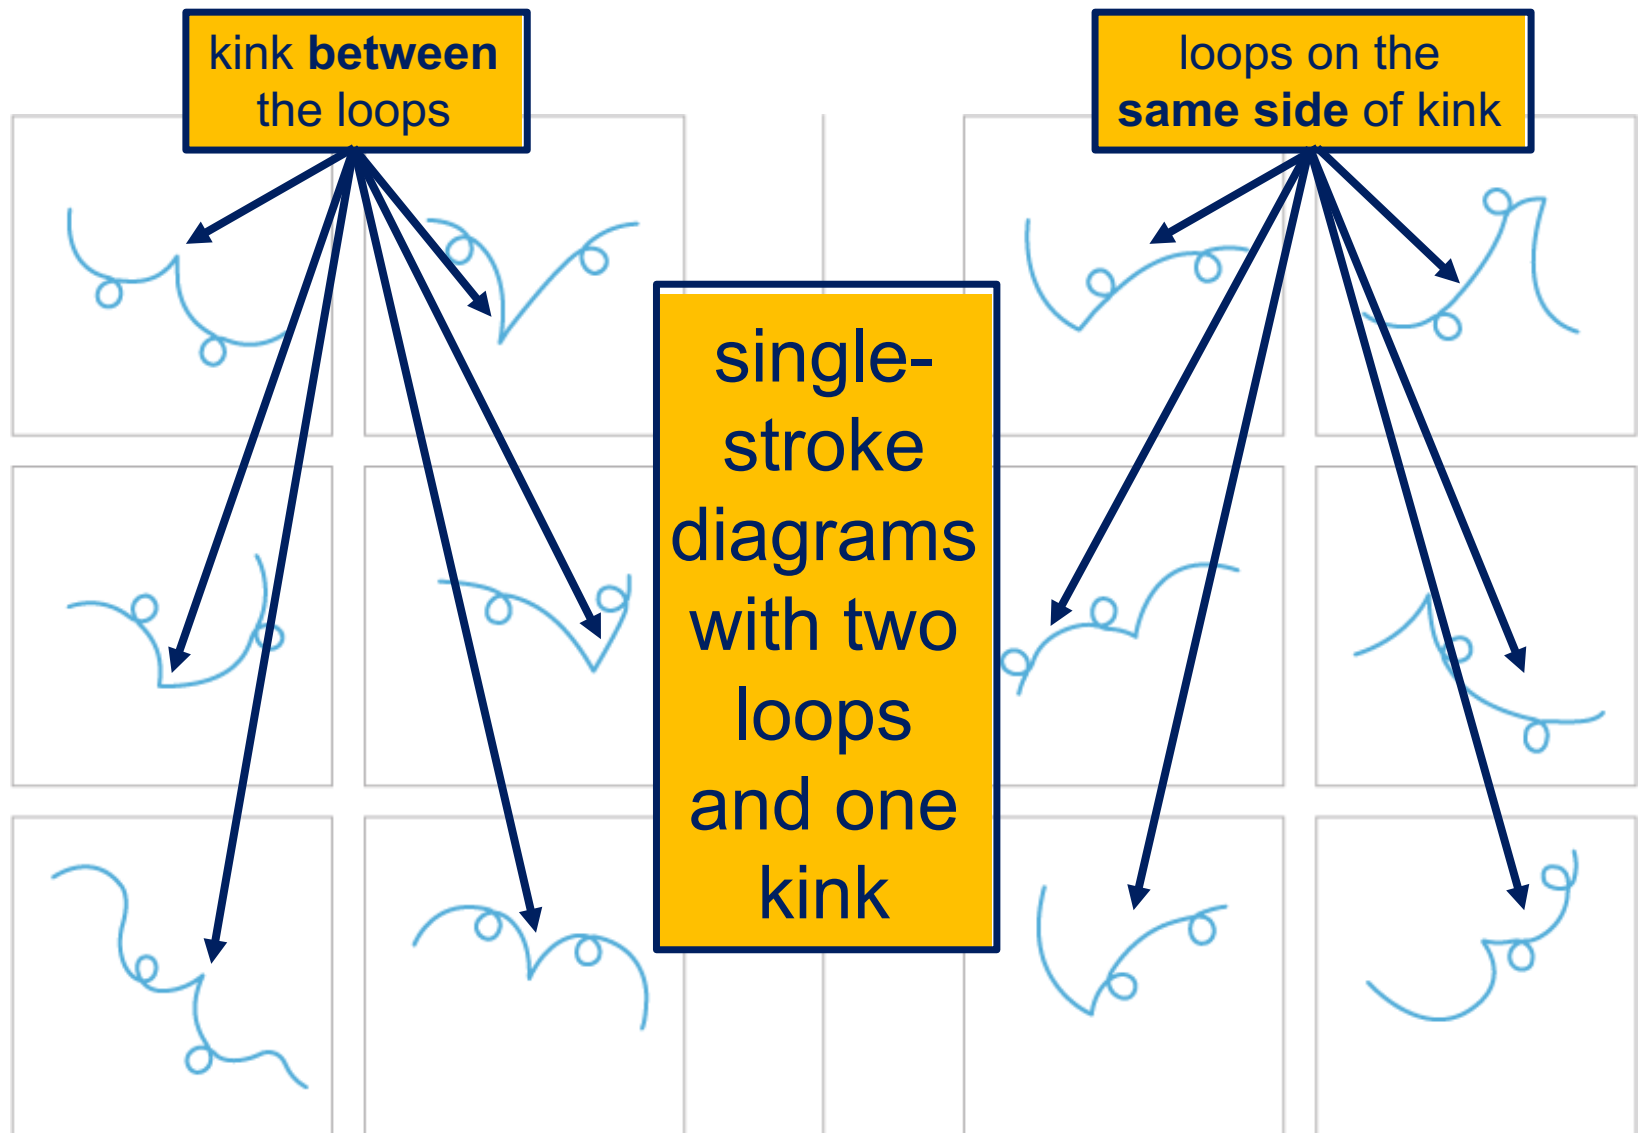 kink between
the loops
loops on the
same side of kink
single-
stroke
diagrams
with two
loops
and one
kink